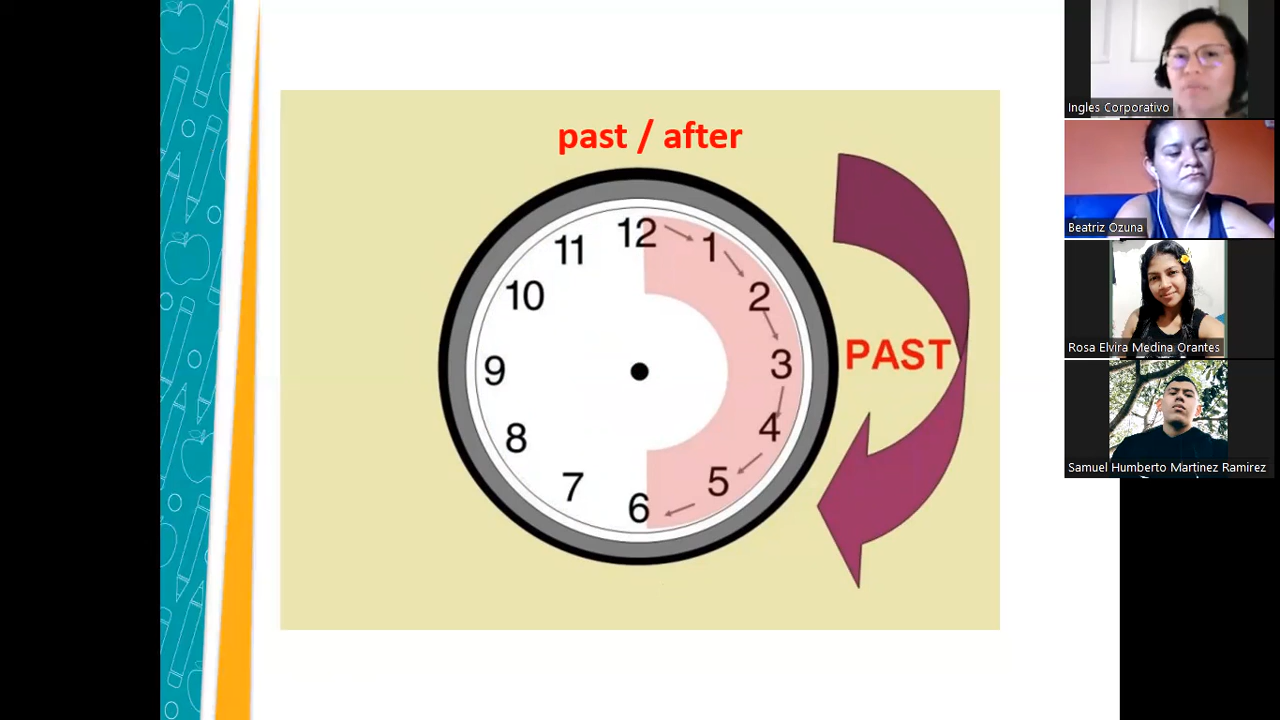 past / after
12
1
2
3
4
5
6
7
8
9
10
11
PAST
Ingles Corporativo
Beatriz Ozuna
Rosa Elvira Medina Orantes
Samuel Humberto Martinez Ramirez